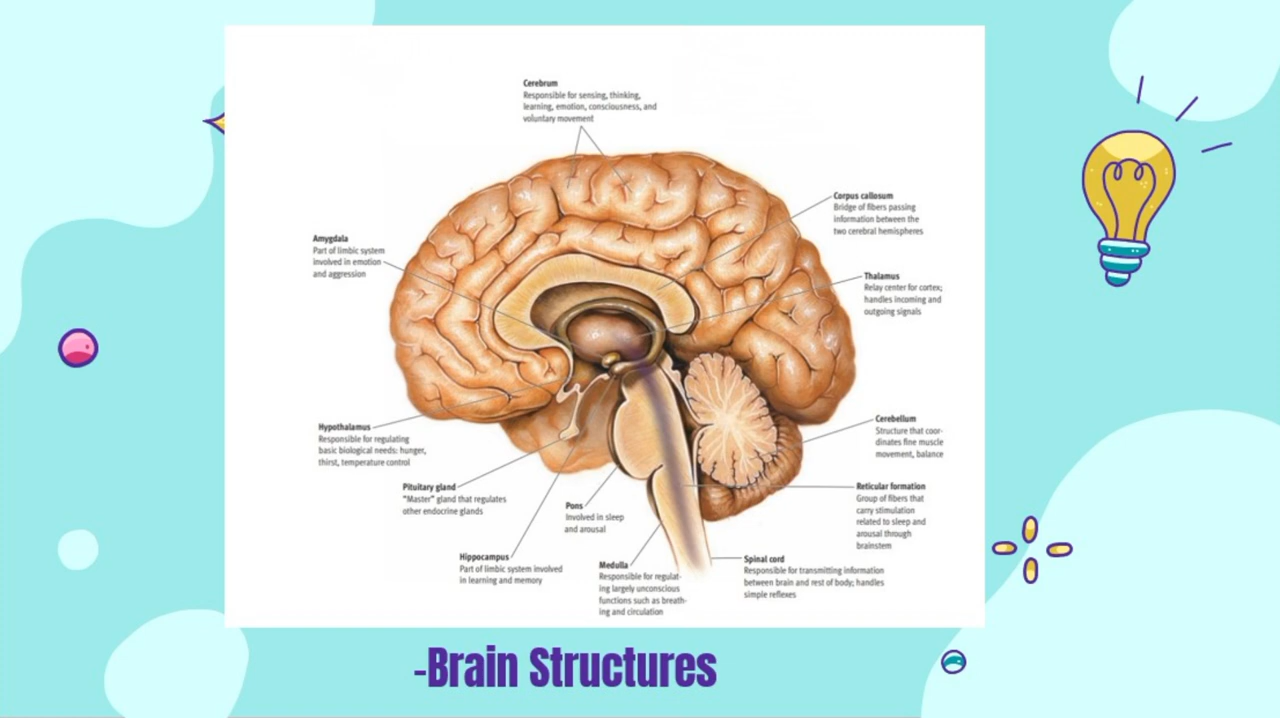 Cerebrum
Responsible for sensing, thinking,
learning, emotion, consciousness, and
voluntary movement
Corpus callosum
Bridge of fibers passing
information between the
two cerebral hemispheres
Amygdala
Part of limbic system
involved in emotion
and aggression
Thalamus
Relay center for cortex;
handles incoming and
outgoing signals
Hypothalamus
Responsible for regulating
basic biological needs: hunger,
thirst, temperature control
Cerebellum
Structure that coor-
dinates fine muscle
movement, balance
Pituitary gland
"Master" gland that regulates
other endocrine glands
Reticular formation
Group of fibers that
carry stimulation
related to sleep and
arousal through
brainstem
Pons
Involved in sleep
and arousal
Hippocampus
Part of limbic system involved
in learning and memory
Medulla
Responsible for regulat-
ing largely unconscious
functions such as breath-
ing and circulation
Spinal cord
Responsible for transmitting information
between brain and rest of body; handles
simple reflexes
-Brain Structures